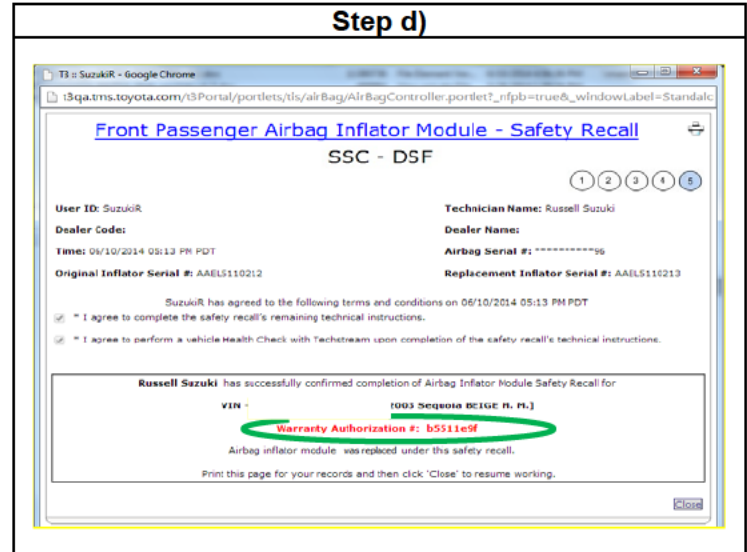 Step d)
T3 :: SuzukiR - Google Chrome
t3qa.tms.toyota.com/t3Portal/portlets/tis/airBag/AirBagController.portlet?_nfpb=true&_windowLabel=Standalc
Front Passenger Airbag Inflator Module - Safety Recall
SSC - DSF
1 2 3 4 5
User ID: SuzukiR Technician Name: Russell Suzuki
Dealer Code: Dealer Name:
Time: 06/10/2014 05:13 PM PDT Airbag Serial #: **********96
Original Inflator Serial #: AAEL5110212 Replacement Inflator Serial #: AAEL5110213
SuzukiR has agreed to the following terms and conditions on 06/10/2014 05:13 PM PDT
* I agree to complete the safety recall's remaining technical instructions.
* I agree to perform a vehicle Health Check with Techstream upon completion of the safety recall's technical instructions.
Russell Suzuki has successfully confirmed completion of Airbag Inflator Module Safety Recall for
VIN - [003 Sequoia BEIGE M. M.]
Warranty Authorization #: b5511e9f
Airbag inflator module was replaced under this safety recall.
Print this page for your records and then click 'Close' to resume working.
Close